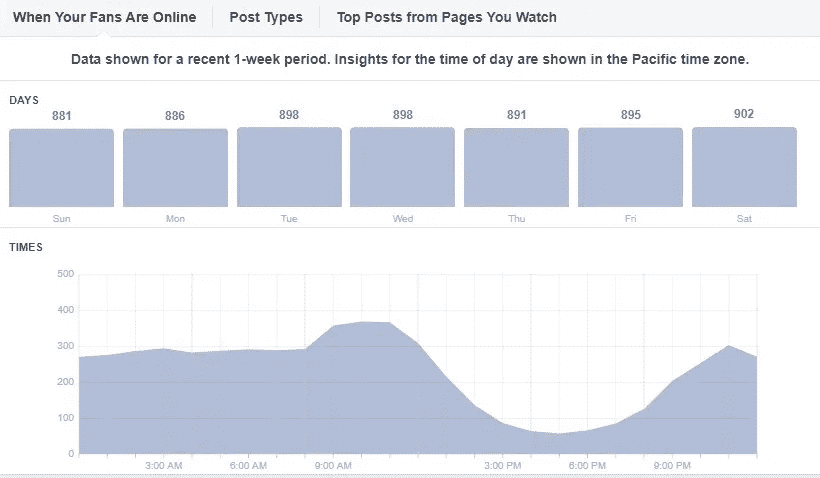 When Your Fans Are Online Post Types Top Posts from Pages You Watch
Data shown for a recent 1-week period. Insights for the time of day are shown in the Pacific time zone.
DAYS
881 886 898 898 891 895 902
Sun Mon Tue Wed Thu Fri Sat
TIMES
500
400
300
200
100
0
3:00 AM 6:00 AM 9:00 AM 3:00 PM 6:00 PM 9:00 PM